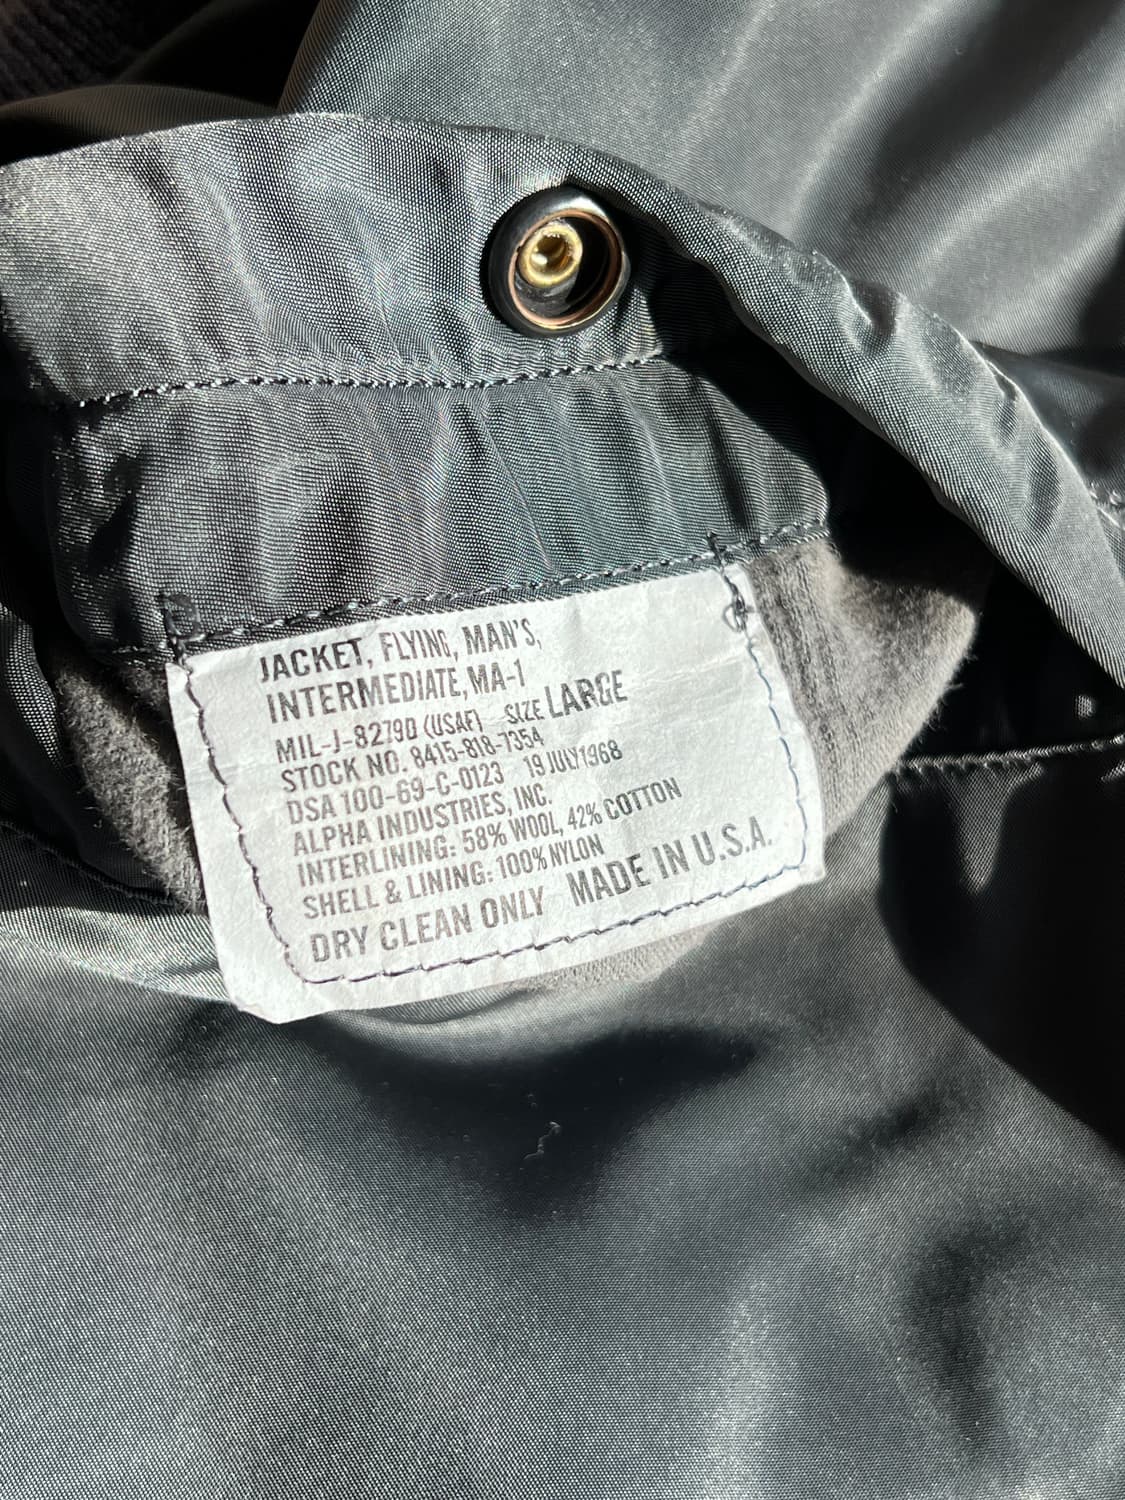 JACKET, FLYING, MAN'S,
INTERMEDIATE, MA-1
MIL-J-8279D (USAF) SIZE LARGE
STOCK NO. 8415-818-7354
DSA 100-69-C-0123 19 JULY 1968
ALPHA INDUSTRIES, INC.
INTERLINING: 58% WOOL, 42% COTTON
SHELL & LINING: 100% NYLON
DRY CLEAN ONLY MADE IN U.S.A.